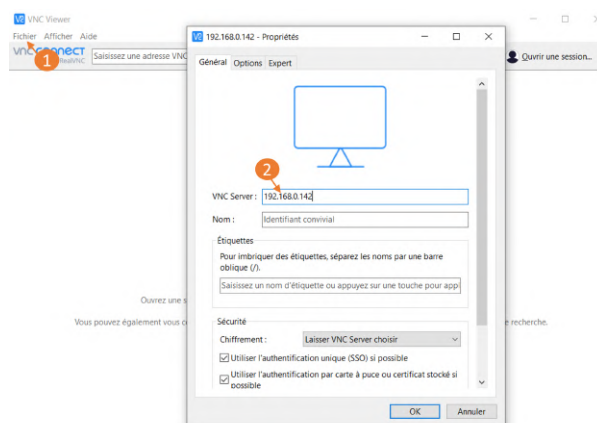 VNC Viewer
Fichier Afficher Aide
1
vnc connect
RealVNC
Saisissez une adresse VNC
Ouvrir une session...
192.168.0.142 - Propriétés
Général Options Expert
2
VNC Server : 192.168.0.142
Nom : Identifiant convivial
Étiquettes
Pour imbriquer des étiquettes, séparez les noms par une barre
oblique (/).
Saisissez un nom d'étiquette ou appuyez sur une touche pour appl
Ouvrez une s
Vous pouvez également vous c
e recherche.
Sécurité
Chiffrement : Laisser VNC Server choisir
Utiliser l'authentification unique (SSO) si possible
Utiliser l'authentification par carte à puce ou certificat stocké si
possible
OK Annuler